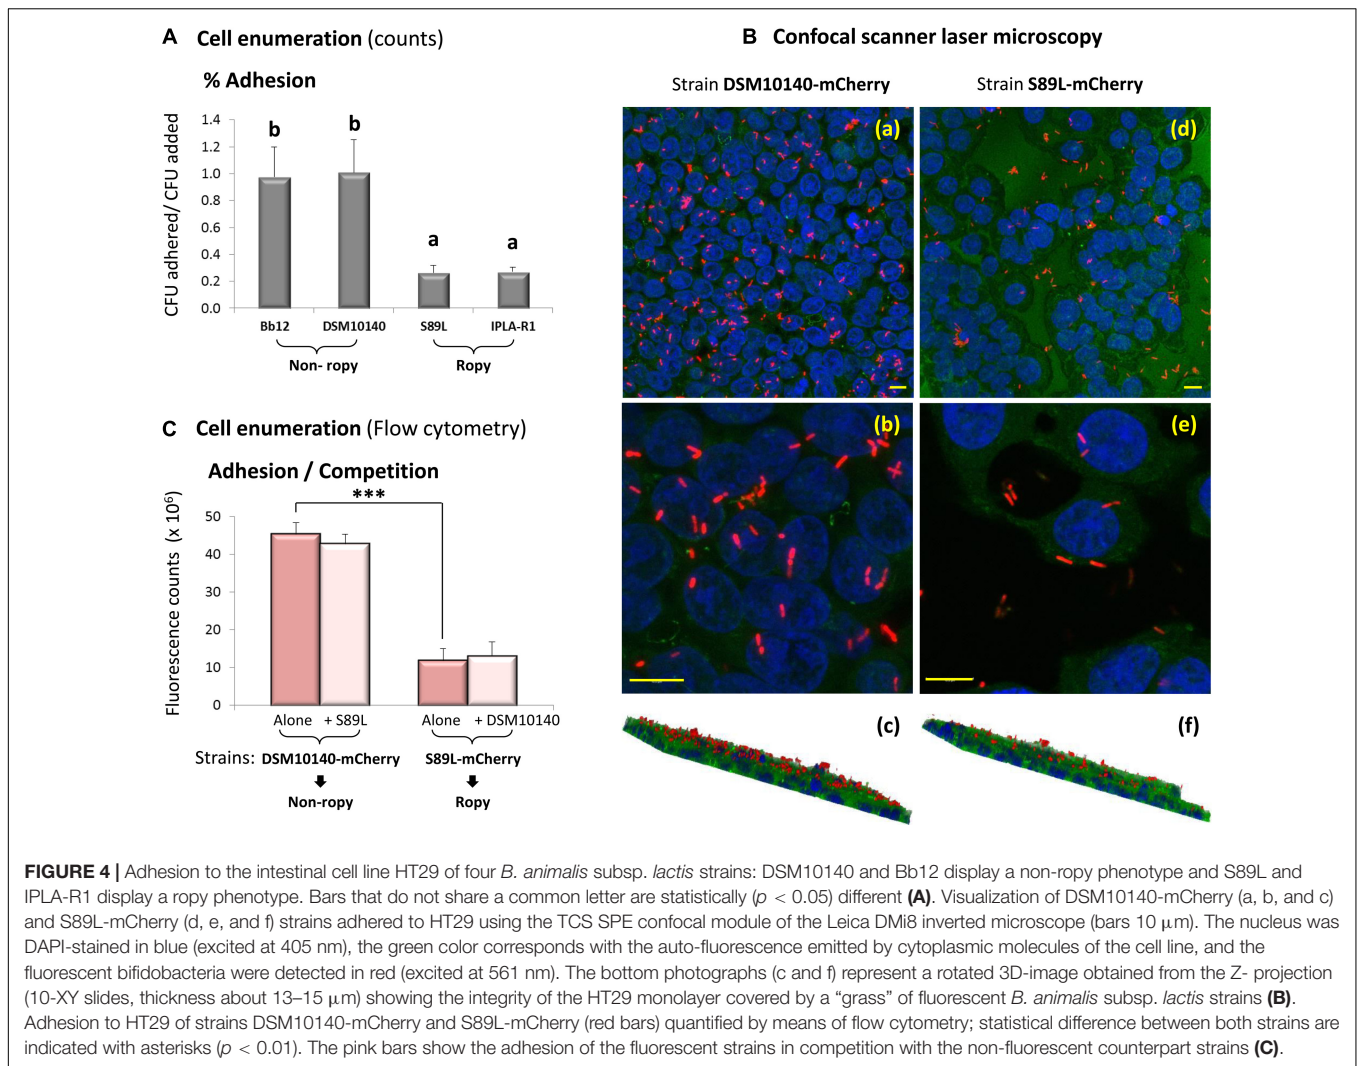 A Cell enumeration (counts)
% Adhesion
CFU adhered/ CFU added
1.4
1.2
1.0
0.8
0.6
0.4
0.2
0.0
b
b
a
a
Bb12 DSM10140 S89L IPLA-R1
Non- ropy Ropy
B Confocal scanner laser microscopy
Strain DSM10140-mCherry Strain S89L-mCherry
(a) (d)
(b) (e)
(c) (f)
C Cell enumeration (Flow cytometry)
Adhesion / Competition
***
Fluorescence counts (x 10⁶)
50
40
30
20
10
0
Alone + S89L Alone + DSM10140
Strains: DSM10140-mCherry S89L-mCherry
Non-ropy Ropy
FIGURE 4 | Adhesion to the intestinal cell line HT29 of four B. animalis subsp. lactis strains: DSM10140 and Bb12 display a non-ropy phenotype and S89L and
IPLA-R1 display a ropy phenotype. Bars that do not share a common letter are statistically (p < 0.05) different (A). Visualization of DSM10140-mCherry (a, b, and c)
and S89L-mCherry (d, e, and f) strains adhered to HT29 using the TCS SPE confocal module of the Leica DMi8 inverted microscope (bars 10 μm). The nucleus was
DAPI-stained in blue (excited at 405 nm), the green color corresponds with the auto-fluorescence emitted by cytoplasmic molecules of the cell line, and the
fluorescent bifidobacteria were detected in red (excited at 561 nm). The bottom photographs (c and f) represent a rotated 3D-image obtained from the Z- projection
(10-XY slides, thickness about 13–15 μm) showing the integrity of the HT29 monolayer covered by a “grass” of fluorescent B. animalis subsp. lactis strains (B).
Adhesion to HT29 of strains DSM10140-mCherry and S89L-mCherry (red bars) quantified by means of flow cytometry; statistical difference between both strains are
indicated with asterisks (p < 0.01). The pink bars show the adhesion of the fluorescent strains in competition with the non-fluorescent counterpart strains (C).